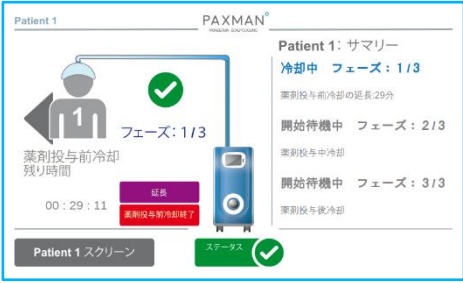 Patient 1
PAXMAN
PIONEERING SCALP COOLING
Patient 1: サマリー
冷却中 フェーズ: 1/3
薬剤投与前冷却の延長:29分
開始待機中 フェーズ: 2/3
薬剤投与中冷却
開始待機中 フェーズ: 3/3
薬剤投与後冷却
1
フェーズ: 1/3
薬剤投与前冷却
残り時間
00 : 29 : 11
延長
薬剤投与前冷却終了
Patient 1 スクリーン
ステータス